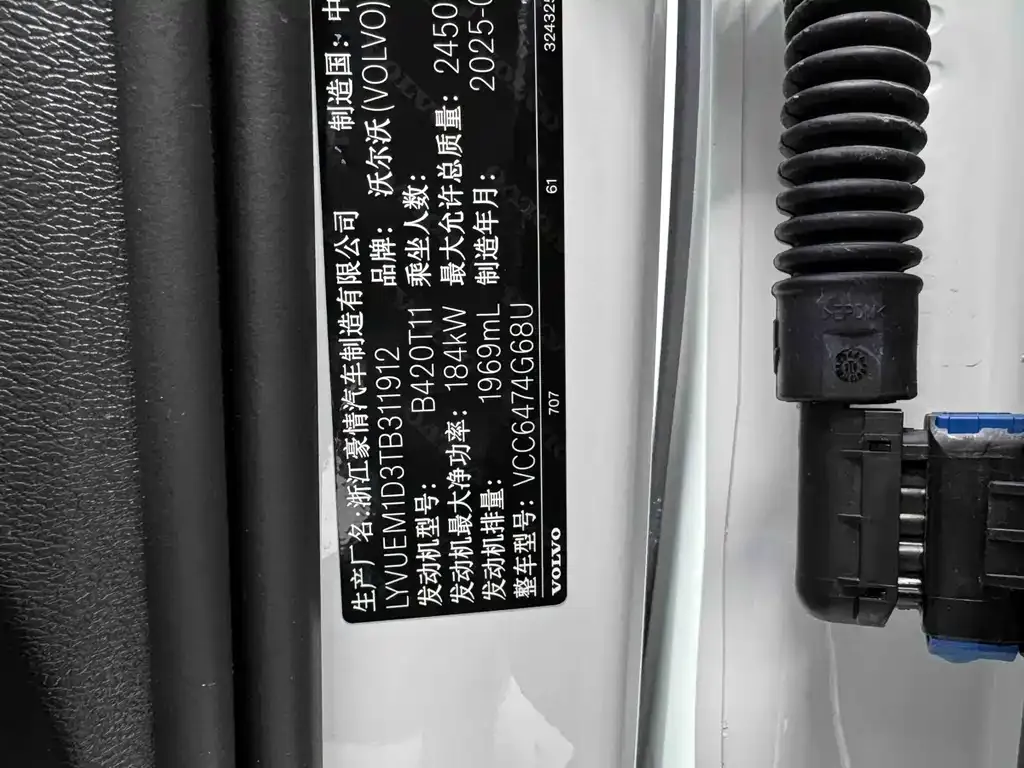 生产厂名:浙江豪情汽车制造有限公司 制造国: 中
LYVUEM1D3TB311912 品牌: 沃尔沃(VOLVO)
发动机型号: B420T11 乘坐人数:
发动机最大净功率: 184kW 最大允许总质量: 2450
发动机排量: 1969mL 制造年月: 2025-0
整车型号: VCC6474G68U
VOLVO 707 61 324325